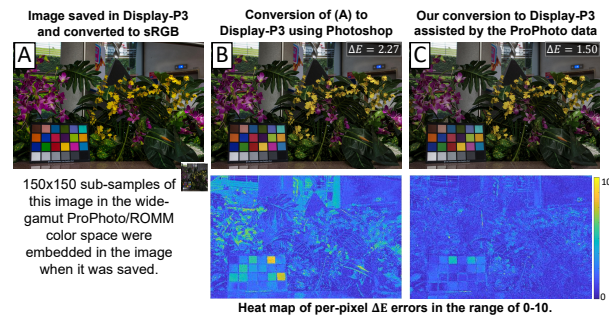 Image saved in Display-P3
and converted to sRGB
Conversion of (A) to
Display-P3 using Photoshop
Our conversion to Display-P3
assisted by the ProPhoto data
A
B
ΔE = 2.27
C
ΔE = 1.50
150x150 sub-samples of
this image in the wide-
gamut ProPhoto/ROMM
color space were
embedded in the image
when it was saved.
10
0
Heat map of per-pixel ΔE errors in the range of 0-10.